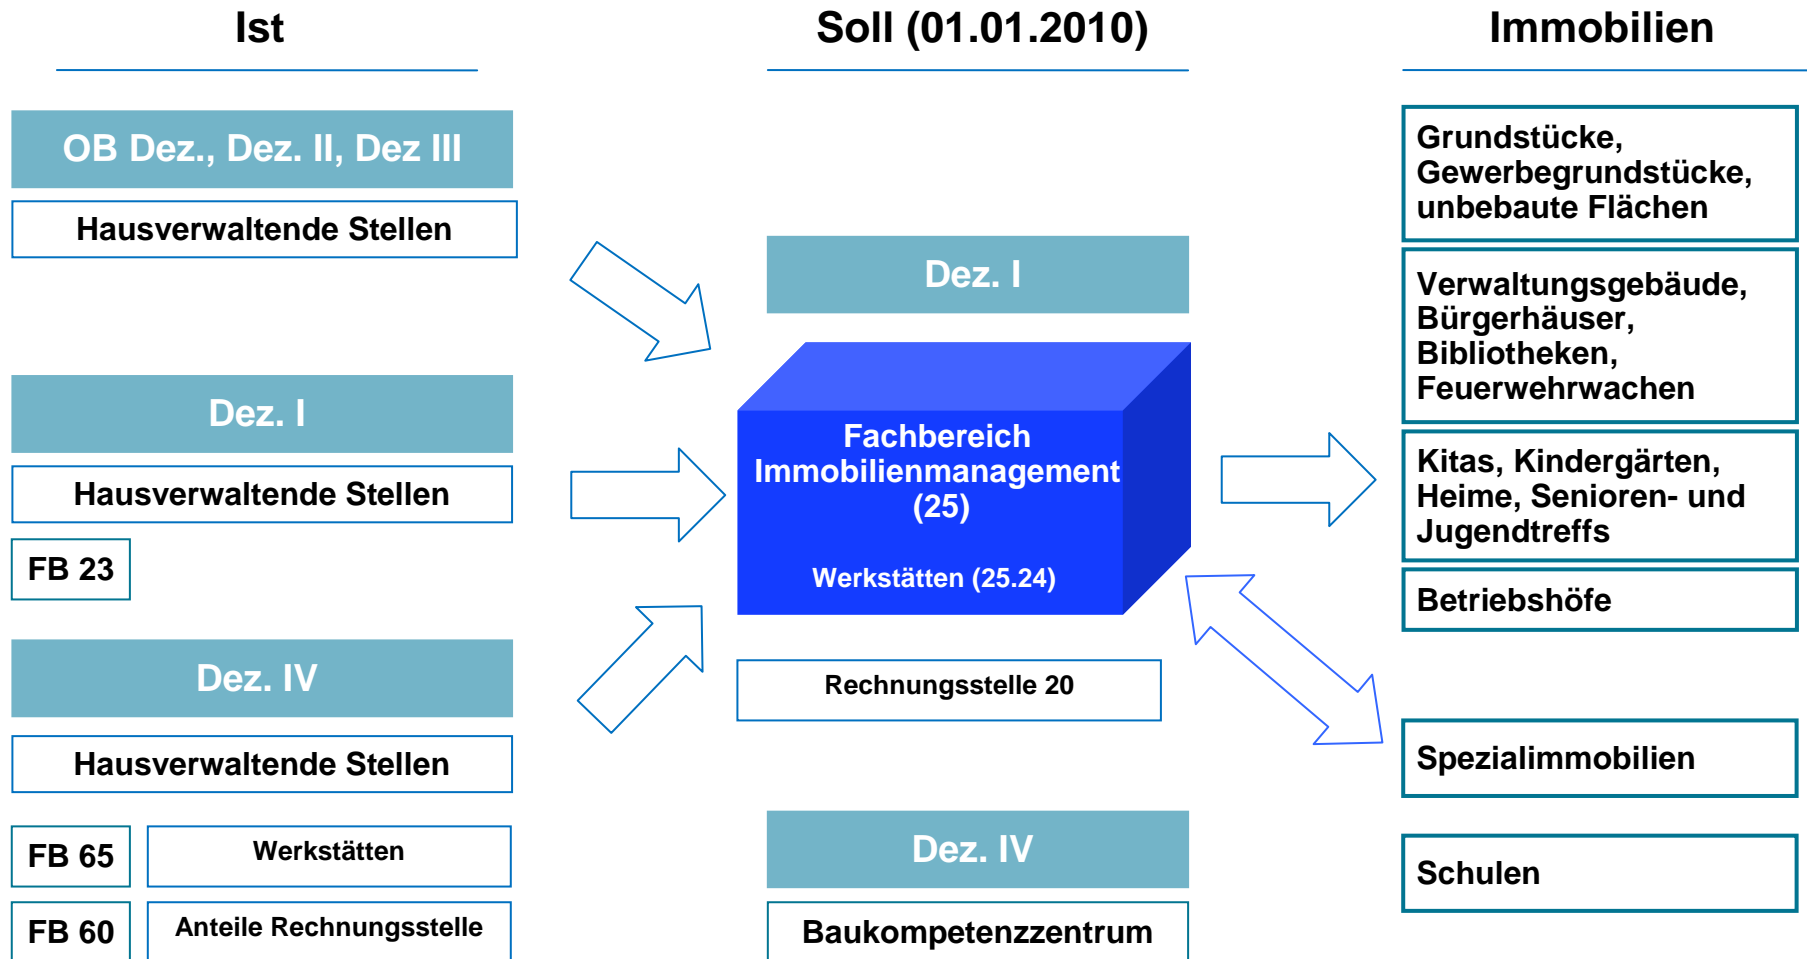 Ist
OB Dez., Dez. II, Dez III
Hausverwaltende Stellen
Dez. I
Hausverwaltende Stellen
FB 23
Dez. IV
Hausverwaltende Stellen
FB 65
Werkstätten
FB 60
Anteile Rechnungsstelle
Soll (01.01.2010)
Dez. I
Fachbereich
Immobilienmanagement
(25)
Werkstätten (25.24)
Rechnungsstelle 20
Dez. IV
Baukompetenzzentrum
Immobilien
Grundstücke,
Gewerbegrundstücke,
unbebaute Flächen
Verwaltungsgebäude,
Bürgerhäuser,
Bibliotheken,
Feuerwehrwachen
Kitas, Kindergärten,
Heime, Senioren- und
Jugendtreffs
Betriebshöfe
Spezialimmobilien
Schulen